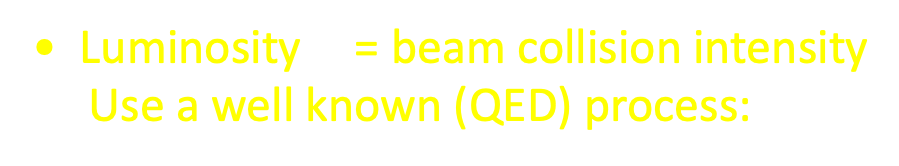 • Luminosity = beam collision intensity
Use a well known (QED) process: